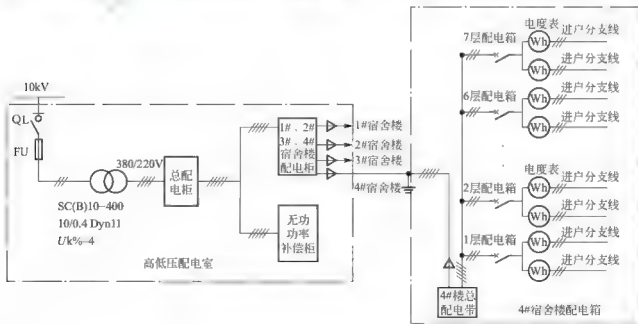 10kV
QL
FU
380/220V
SC(B)10-400
10/0.4 Dyn11
Uk%-4
总配
电柜
1#、2#
3#、4#
宿舍楼
配电柜
无功
功率
补偿柜
高低压配电室
1#宿舍楼
2#宿舍楼
3#宿舍楼
4#宿舍楼
电度表
7层配电箱
Wh
进户分支线
Wh
进户分支线
6层配电箱
Wh
进户分支线
Wh
进户分支线
电度表
2层配电箱
Wh
进户分支线
Wh
进户分支线
1层配电箱
Wh
进户分支线
Wh
进户分支线
4#楼总
配电带
4#宿舍楼配电箱